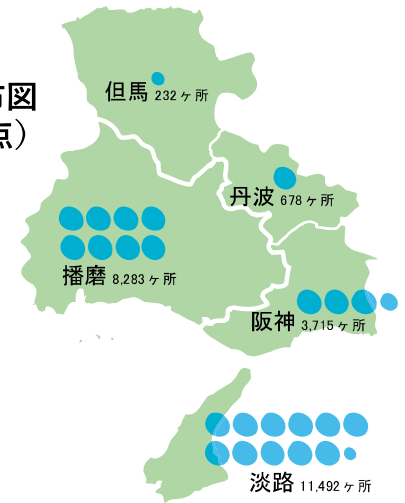 布図
点）
但馬 232ヶ所
丹波 678ヶ所
播磨 8,283ヶ所
阪神 3,715ヶ所
淡路 11,492ヶ所